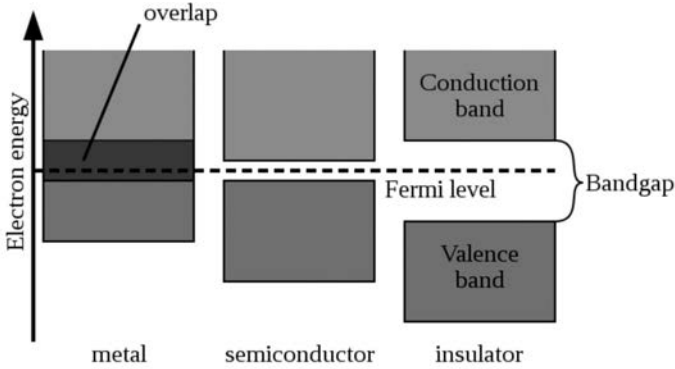 overlap
Electron energy
Conduction
band
Fermi level
Bandgap
Valence
band
metal
semiconductor
insulator